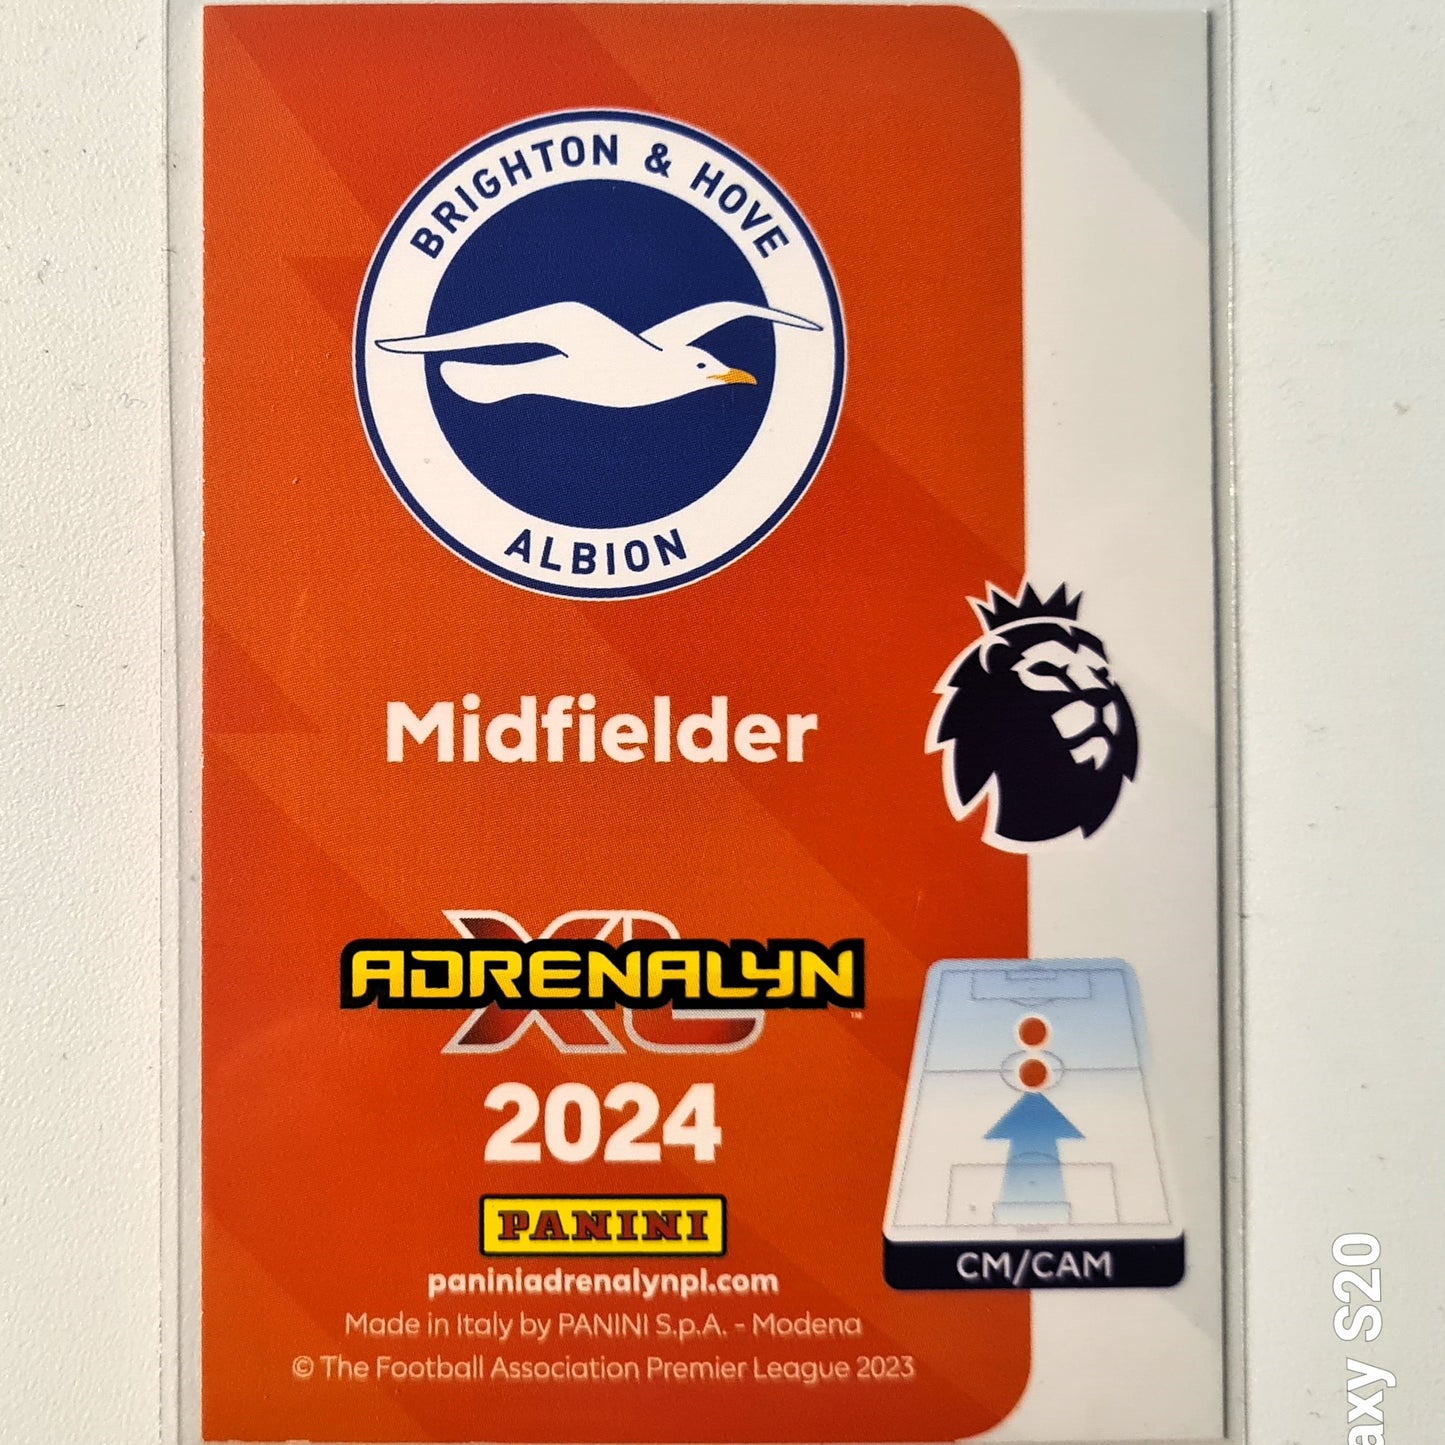 BRIGHTON & HOVE
ALBION
Midfielder
XL
ADRENALYN
TM
2024
PANINI
paniniadrenalynpl.com
Made in Italy by PANINI S.p.A. - Modena
© The Football Association Premier League 2023
CM/CAM
axy S20